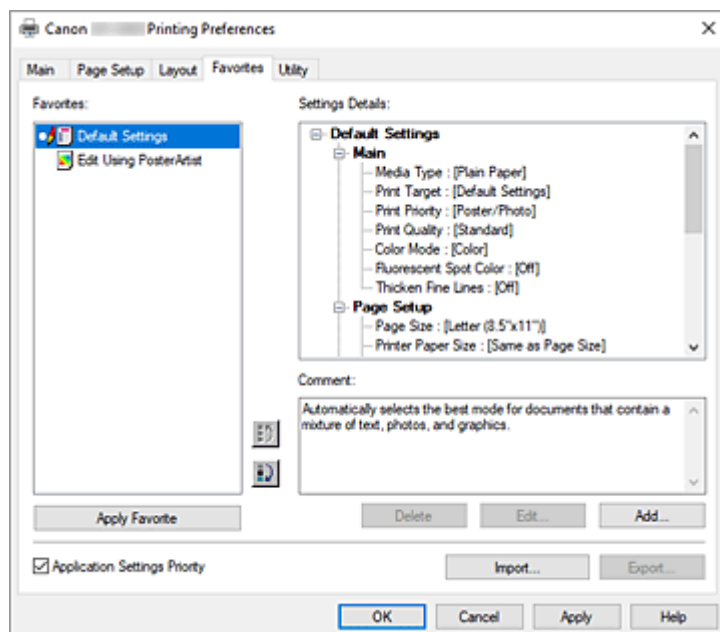 Canon Printing Preferences
Main Page Setup Layout Favorites Utility
Favorites:
Default Settings
Edit Using PosterArtist
Apply Favorite
Settings Details:
Default Settings
Main
Media Type : [Plain Paper]
Print Target : [Default Settings]
Print Priority : [Poster/Photo]
Print Quality : [Standard]
Color Mode : [Color]
Fluorescent Spot Color : [Off]
Thicken Fine Lines : [Off]
Page Setup
Page Size : [Letter (8.5"x11")]
Printer Paper Size : [Same as Page Size]
Comment:
Automatically selects the best mode for documents that contain a
mixture of text, photos, and graphics.
Delete Edit... Add...
Application Settings Priority
Import... Export...
OK Cancel Apply Help